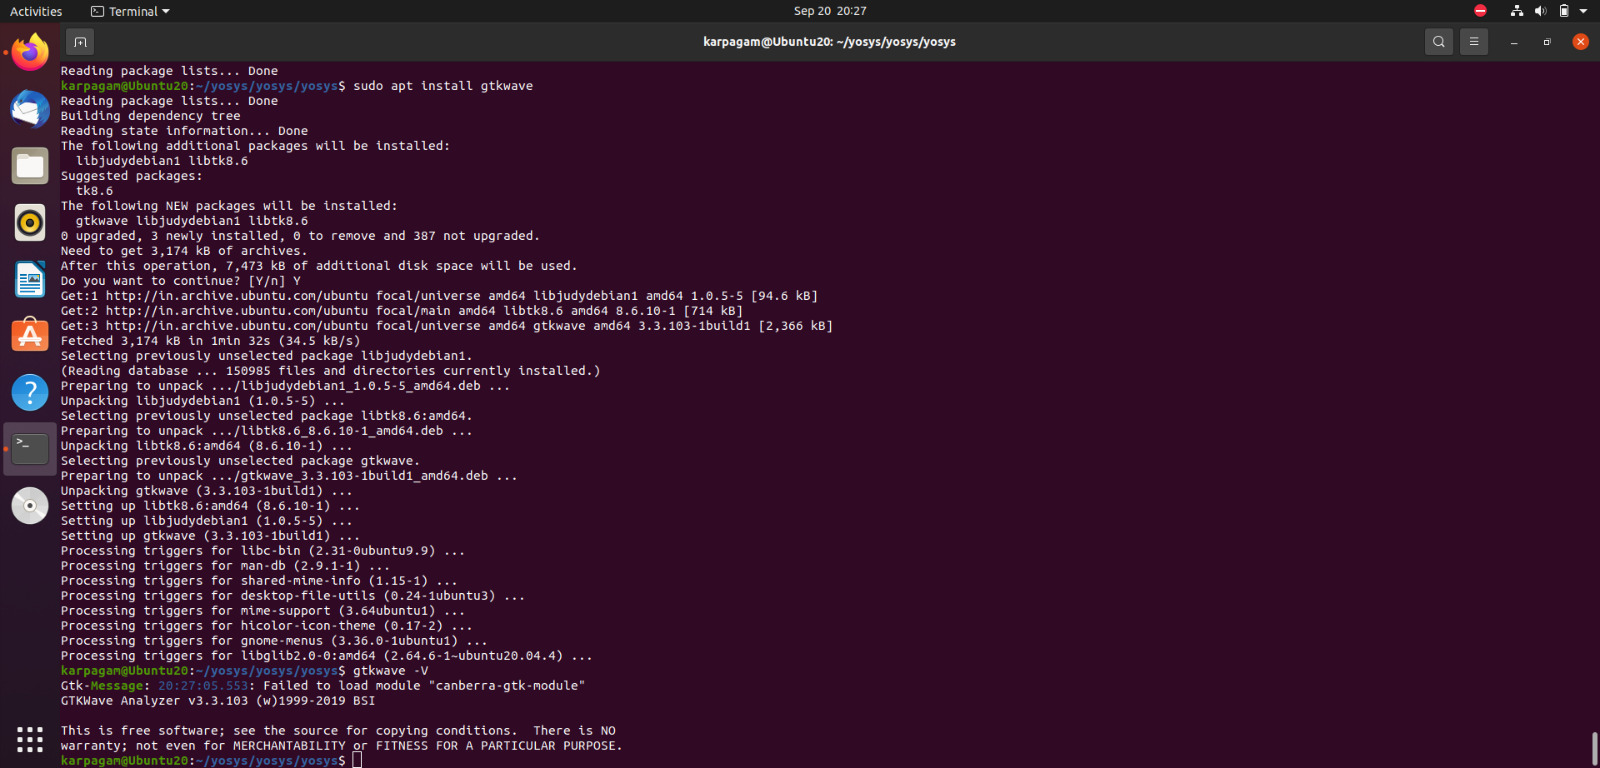 Activities
Terminal
Sep 20 20:27
karpagam@Ubuntu20: ~/yosys/yosys/yosys
Reading package lists... Done
karpagam@Ubuntu20:~/yosys/yosys/yosys$ sudo apt install gtkwave
Reading package lists... Done
Building dependency tree
Reading state information... Done
The following additional packages will be installed:
  libjudydebian1 libtk8.6
Suggested packages:
  tk8.6
The following NEW packages will be installed:
  gtkwave libjudydebian1 libtk8.6
0 upgraded, 3 newly installed, 0 to remove and 387 not upgraded.
Need to get 3,174 kB of archives.
After this operation, 7,473 kB of additional disk space will be used.
Do you want to continue? [Y/n] Y
Get:1 http://in.archive.ubuntu.com/ubuntu focal/universe amd64 libjudydebian1 amd64 1.0.5-5 [94.6 kB]
Get:2 http://in.archive.ubuntu.com/ubuntu focal/main amd64 libtk8.6 amd64 8.6.10-1 [714 kB]
Get:3 http://in.archive.ubuntu.com/ubuntu focal/universe amd64 gtkwave amd64 3.3.103-1build1 [2,366 kB]
Fetched 3,174 kB in 1min 32s (34.5 kB/s)
Selecting previously unselected package libjudydebian1.
(Reading database ... 150985 files and directories currently installed.)
Preparing to unpack .../libjudydebian1_1.0.5-5_amd64.deb ...
Unpacking libjudydebian1 (1.0.5-5) ...
Selecting previously unselected package libtk8.6:amd64.
Preparing to unpack .../libtk8.6_8.6.10-1_amd64.deb ...
Unpacking libtk8.6:amd64 (8.6.10-1) ...
Selecting previously unselected package gtkwave.
Preparing to unpack .../gtkwave_3.3.103-1build1_amd64.deb ...
Unpacking gtkwave (3.3.103-1build1) ...
Setting up libtk8.6:amd64 (8.6.10-1) ...
Setting up libjudydebian1 (1.0.5-5) ...
Setting up gtkwave (3.3.103-1build1) ...
Processing triggers for libc-bin (2.31-0ubuntu9.9) ...
Processing triggers for man-db (2.9.1-1) ...
Processing triggers for shared-mime-info (1.15-1) ...
Processing triggers for desktop-file-utils (0.24-1ubuntu3) ...
Processing triggers for mime-support (3.64ubuntu1) ...
Processing triggers for hicolor-icon-theme (0.17-2) ...
Processing triggers for gnome-menus (3.36.0-1ubuntu1) ...
Processing triggers for libglib2.0-0:amd64 (2.64.6-1~ubuntu20.04.4) ...
karpagam@Ubuntu20:~/yosys/yosys/yosys$ gtkwave -V
Gtk-Message: 20:27:05.553: Failed to load module "canberra-gtk-module"
GTKWave Analyzer v3.3.103 (w)1999-2019 BSI
This is free software; see the source for copying conditions.  There is NO
warranty; not even for MERCHANTABILITY or FITNESS FOR A PARTICULAR PURPOSE.
karpagam@Ubuntu20:~/yosys/yosys/yosys$